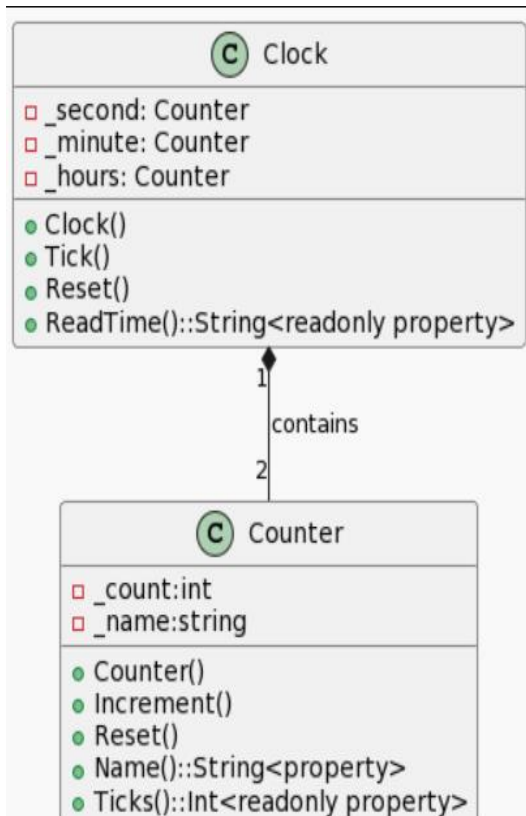 C Clock
_second: Counter
_minute: Counter
_hours: Counter
Clock()
Tick()
Reset()
ReadTime()::String<readonly property>
1
contains
2
C Counter
_count:int
_name:string
Counter()
Increment()
Reset()
Name()::String<property>
Ticks()::Int<readonly property>